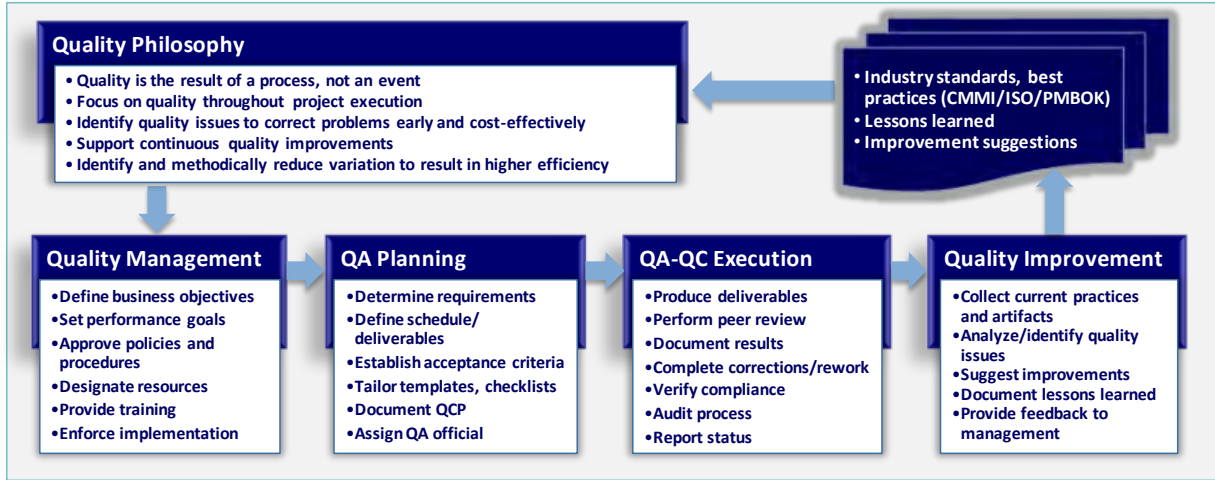 Quality Philosophy
• Quality is the result of a process, not an event
• Focus on quality throughout project execution
• Identify quality issues to correct problems early and cost-effectively
• Support continuous quality improvements
• Identify and methodically reduce variation to result in higher efficiency
• Industry standards, best
practices (CMMI/ISO/PMBOK)
• Lessons learned
• Improvement suggestions
Quality Management
•Define business objectives
•Set performance goals
•Approve policies and
procedures
•Designate resources
•Provide training
•Enforce implementation
QA Planning
•Determine requirements
•Define schedule/
deliverables
•Establish acceptance criteria
•Tailor templates, checklists
•Document QCP
•Assign QA official
QA-QC Execution
•Produce deliverables
•Perform peer review
•Document results
•Complete corrections/rework
•Verify compliance
•Audit process
•Report status
Quality Improvement
•Collect current practices
and artifacts
•Analyze/identify quality
issues
•Suggest improvements
•Document lessons learned
•Provide feedback to
management